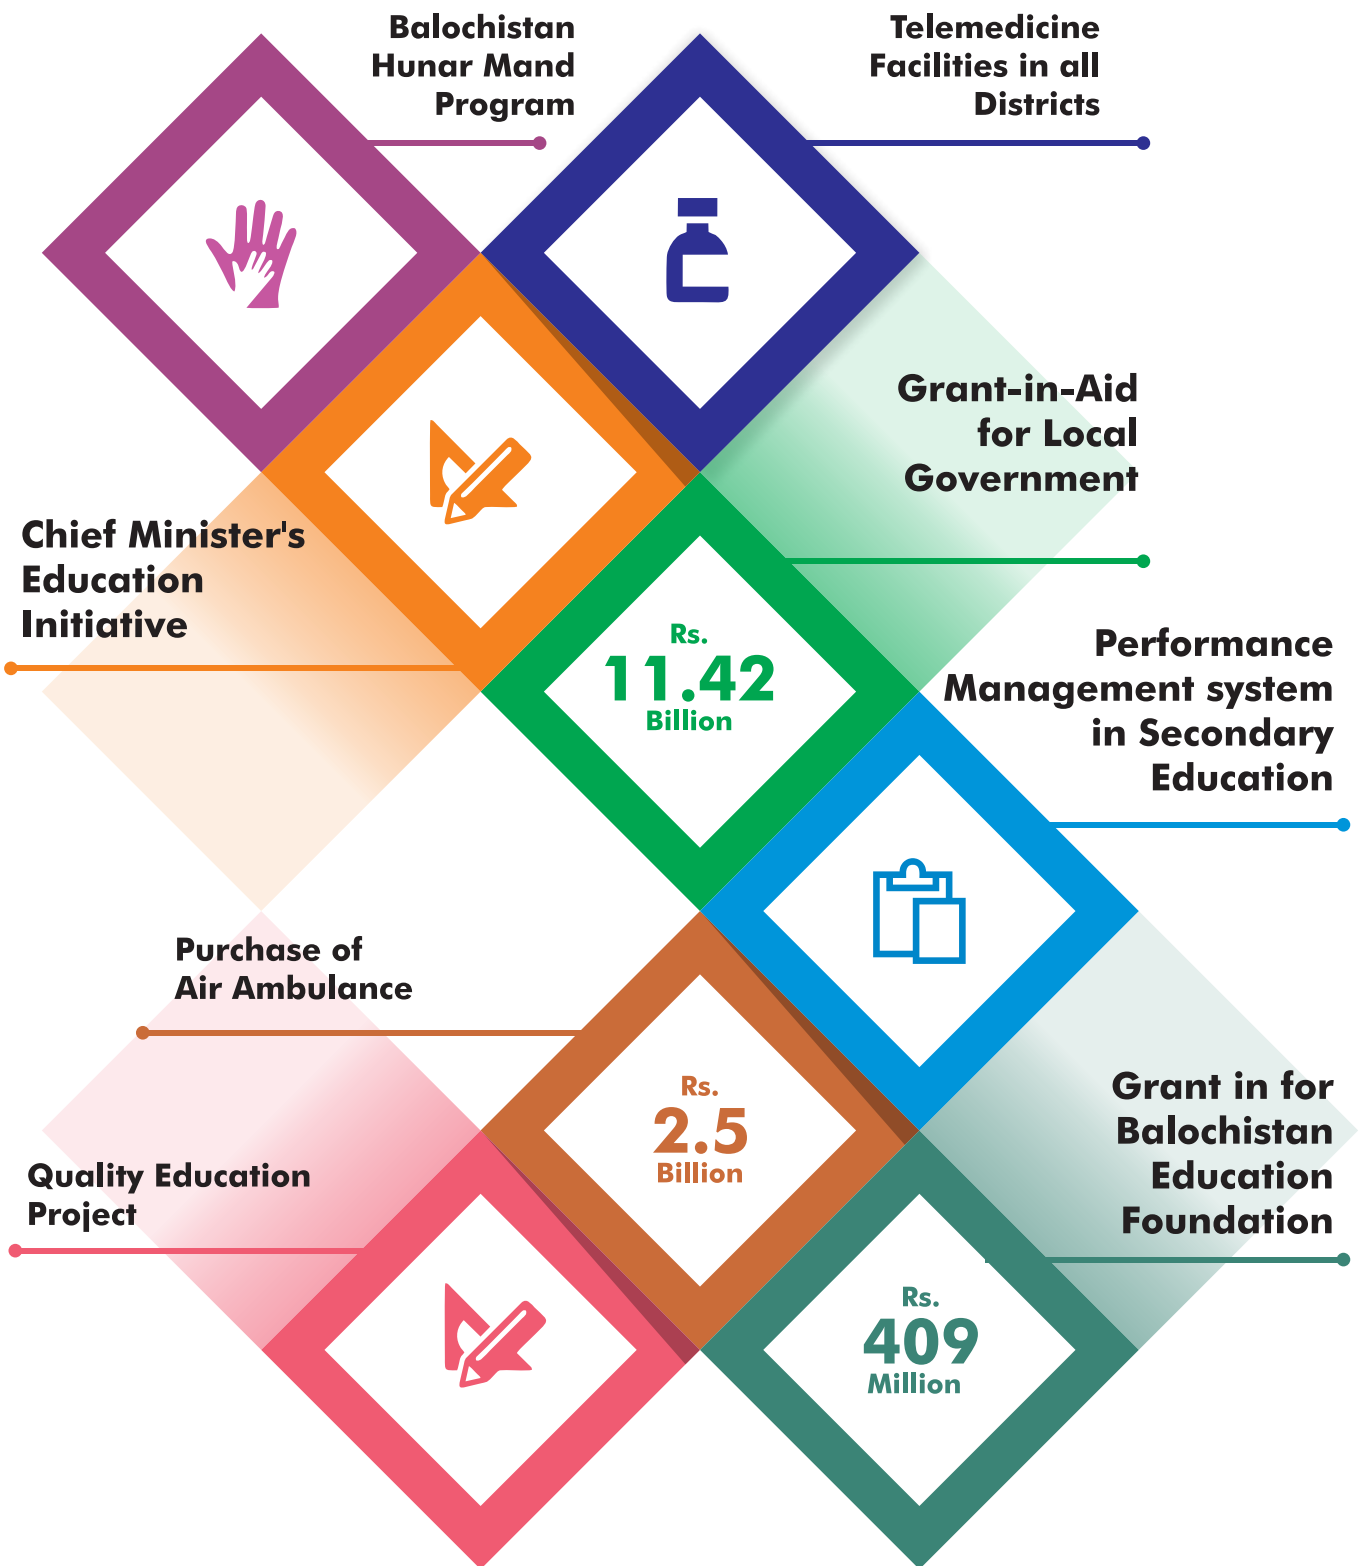 Balochistan
Hunar Mand
Program
Telemedicine
Facilities in all
Districts
Grant-in-Aid
for Local
Government
Chief Minister's
Education
Initiative
Rs.
11.42
Billion
Performance
Management system
in Secondary
Education
Purchase of
Air Ambulance
Rs.
2.5
Billion
Grant in for
Balochistan
Education
Foundation
Quality Education
Project
Rs.
409
Million